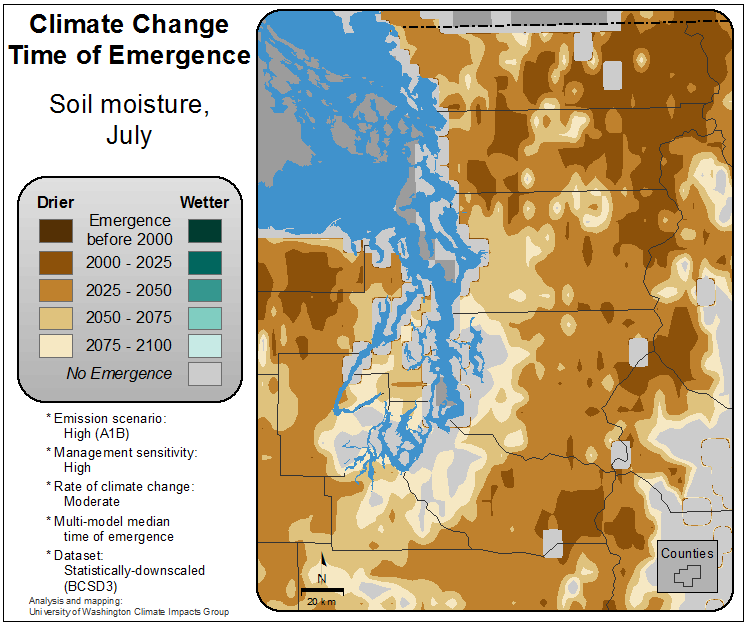 Climate Change
Time of Emergence
Soil moisture,
July
Drier Wetter
Emergence
before 2000
2000 - 2025
2025 - 2050
2050 - 2075
2075 - 2100
No Emergence
* Emission scenario:
High (A1B)
* Management sensitivity:
High
* Rate of climate change:
Moderate
* Multi-model median
time of emergence
* Dataset:
Statistically-downscaled
(BCSD3)
Analysis and mapping:
University of Washington Climate Impacts Group
N
20 km
Counties